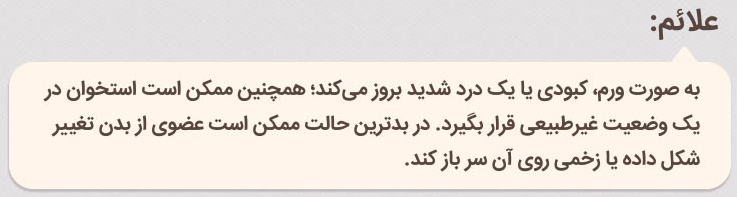 علائم:
به صورت ورم، کبودی یا یک درد شدید بروز می‌کند؛ همچنین ممکن است استخوان در
یک وضعیت غیرطبیعی قرار بگیرد. در بدترین حالت ممکن است عضوی از بدن تغییر
شکل داده یا زخمی روی آن سر باز کند.